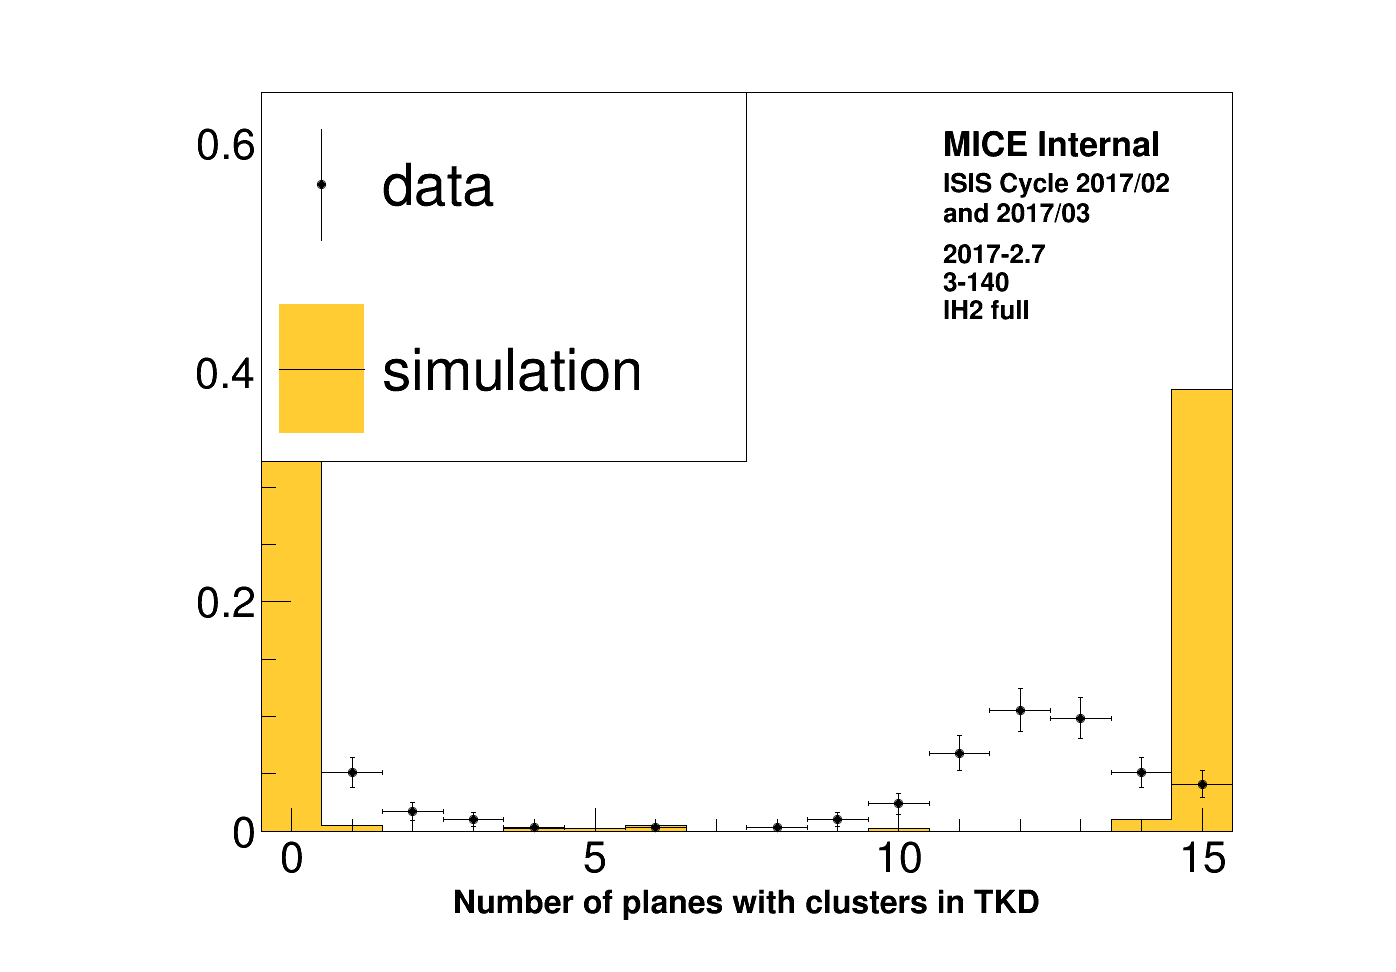 0.6
0.4
0.2
0
data
simulation
MICE Internal
ISIS Cycle 2017/02
and 2017/03
2017-2.7
3-140
lH2 full
0 5 10 15
Number of planes with clusters in TKD